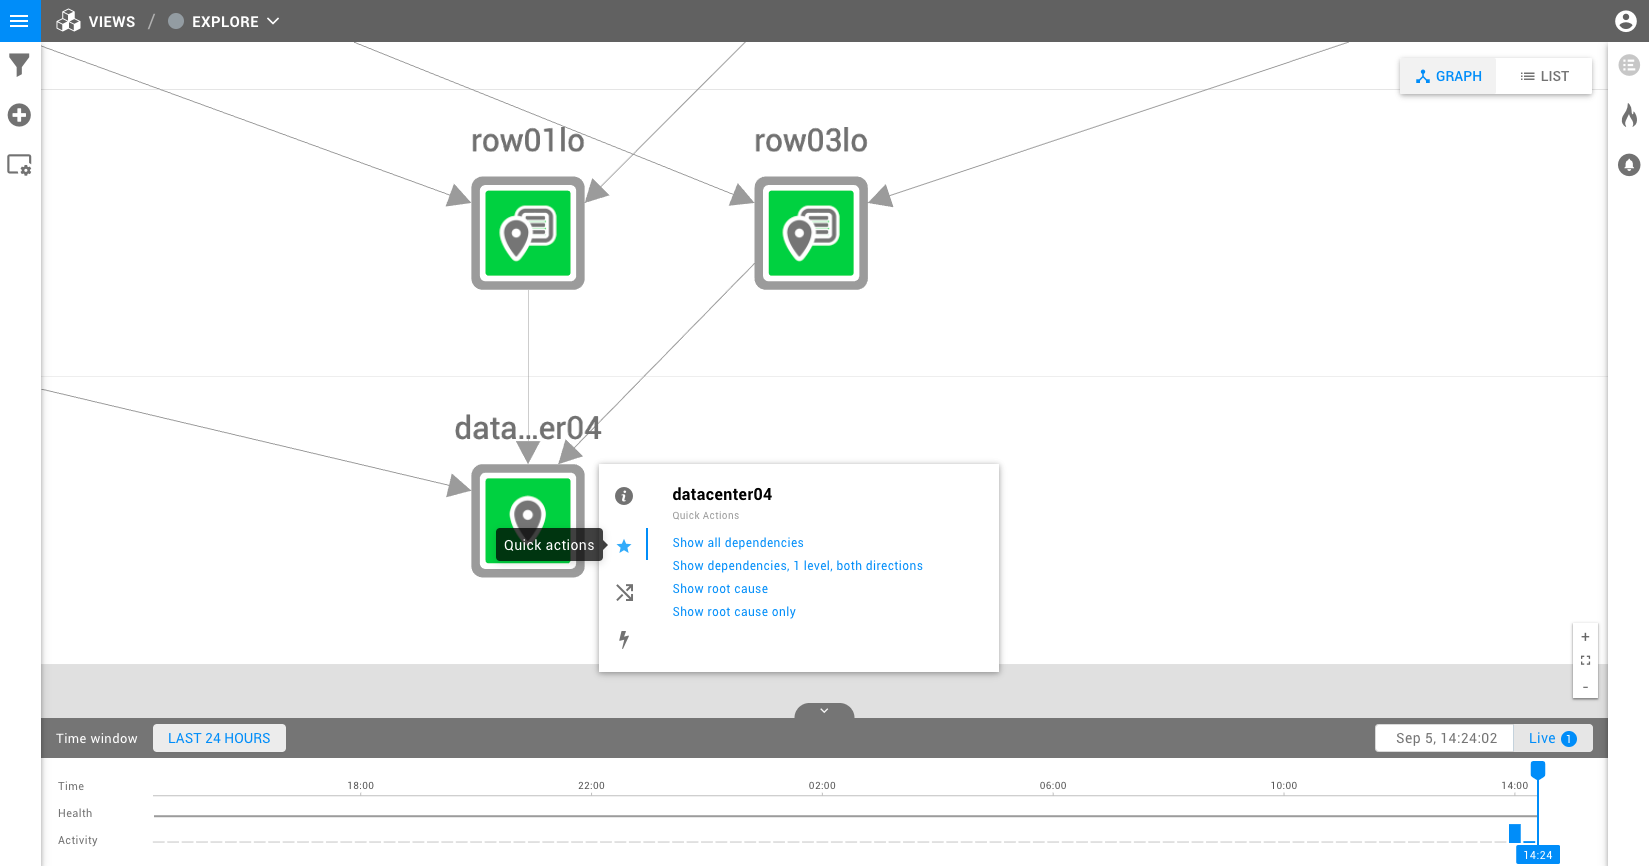 VIEWS / EXPLORE
GRAPH LIST
row01lo row03lo
data...er04
datacenter04
Quick Actions
Quick actions
Show all dependencies
Show dependencies, 1 level, both directions
Show root cause
Show root cause only
+
-
Time window LAST 24 HOURS Sep 5, 14:24:02 Live 1
Time 18:00 22:00 02:00 06:00 10:00 14:00
Health
Activity
14:24